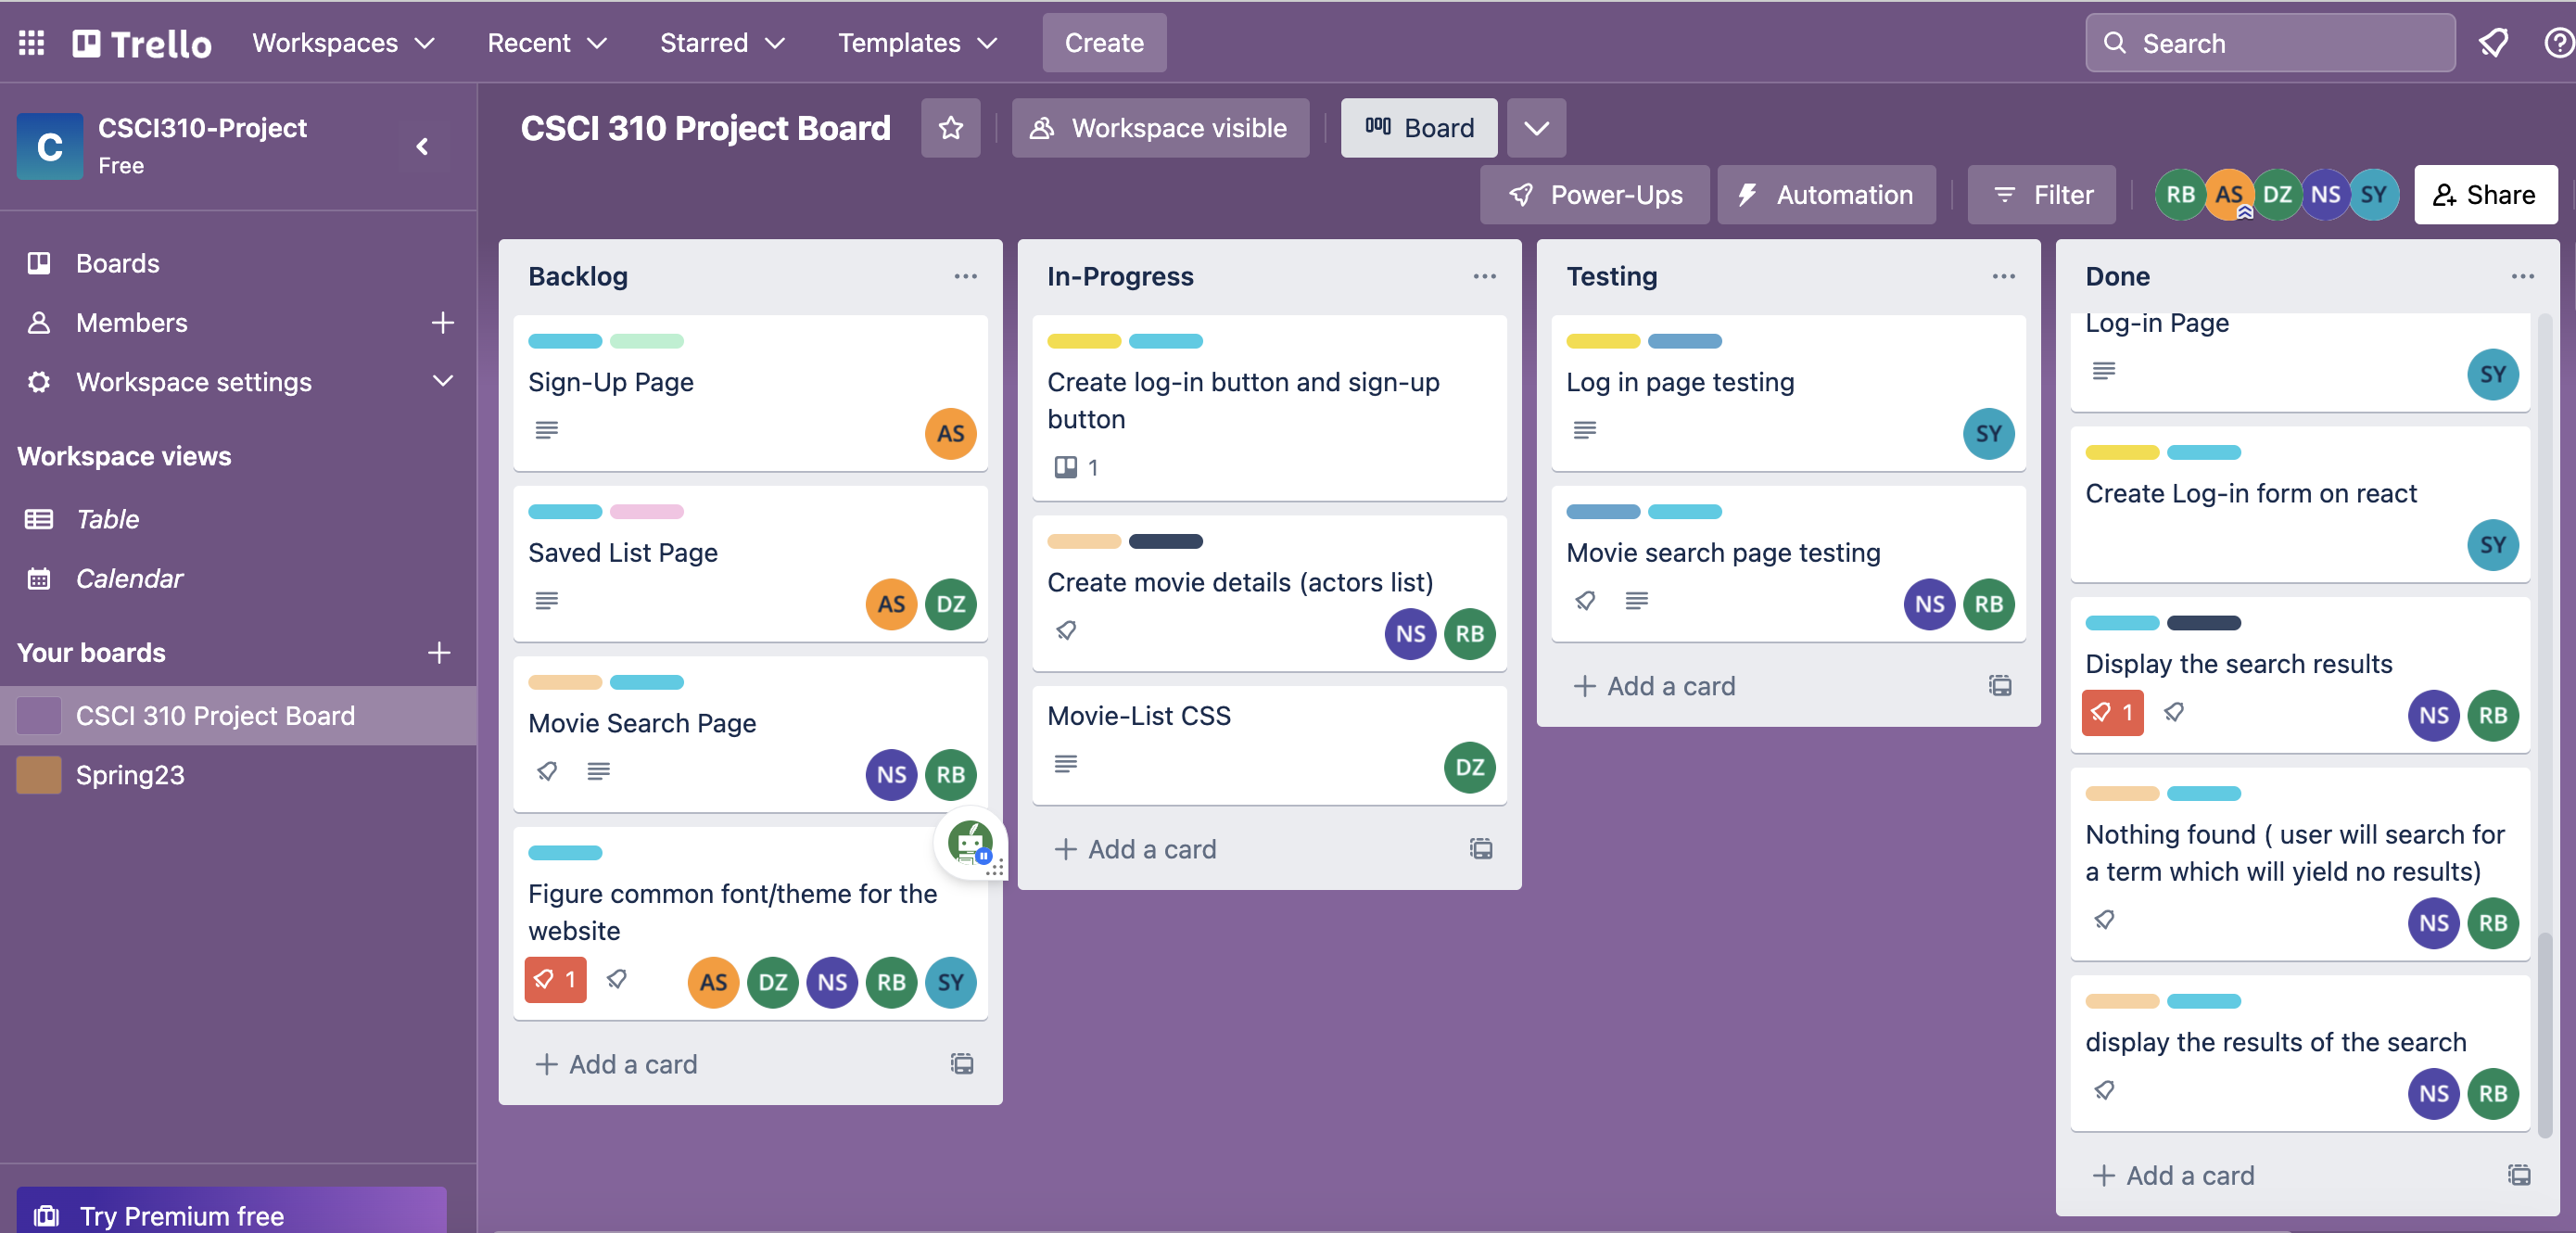 Trello
Workspaces
Recent
Starred
Templates
Create
Search
C
CSCI310-Project
Free
Boards
Members
Workspace settings
Workspace views
Table
Calendar
Your boards
CSCI 310 Project Board
Spring23
Try Premium free
CSCI 310 Project Board
Workspace visible
Board
Power-Ups
Automation
Filter
RB AS DZ NS SY
Share
Backlog
Sign-Up Page
AS
Saved List Page
AS DZ
Movie Search Page
NS RB
Figure common font/theme for the
website
1
AS DZ NS RB SY
Add a card
In-Progress
Create log-in button and sign-up
button
1
Create movie details (actors list)
NS RB
Movie-List CSS
DZ
Add a card
Testing
Log in page testing
SY
Movie search page testing
NS RB
Add a card
Done
Log-in Page
SY
Create Log-in form on react
SY
Display the search results
1
NS RB
Nothing found ( user will search for
a term which will yield no results)
NS RB
display the results of the search
NS RB
Add a card